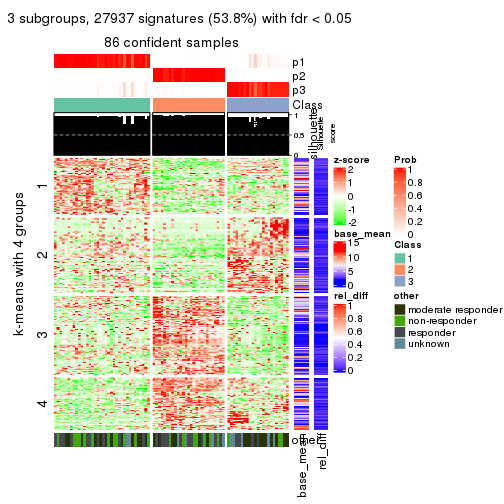 3 subgroups, 27937 signatures (53.8%) with fdr < 0.05
86 confident samples
p1
p2
p3
Class
silhouette
Silhouette
score
1
0.5
0
k-means with 4 groups
1
2
3
4
other
base_mean
rel_diff
z-score
2
1
0
-1
-2
base_mean
15
10
5
0
rel_diff
1
0.8
0.6
0.4
0.2
0
Prob
1
0.8
0.6
0.4
0.2
0
Class
1
2
3
other
moderate responder
non-responder
responder
unknown